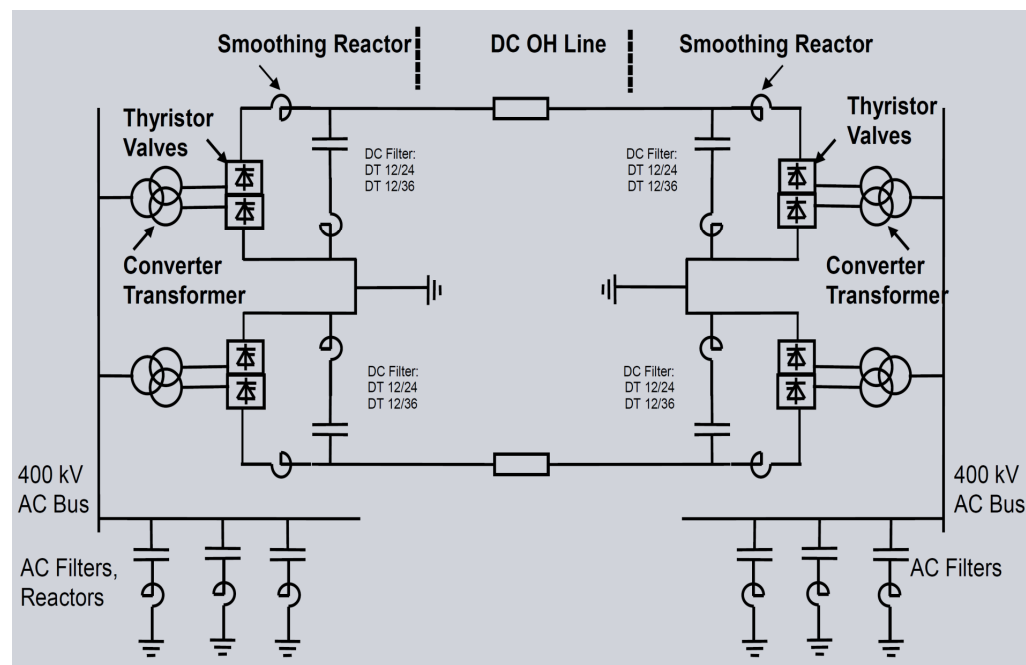 Smoothing Reactor
DC OH Line
Smoothing Reactor
Thyristor
Valves
Thyristor
Valves
DC Filter:
DT 12/24
DT 12/36
DC Filter:
DT 12/24
DT 12/36
Converter
Transformer
Converter
Transformer
DC Filter:
DT 12/24
DT 12/36
DC Filter:
DT 12/24
DT 12/36
400 kV
AC Bus
400 kV
AC Bus
AC Filters,
Reactors
AC Filters